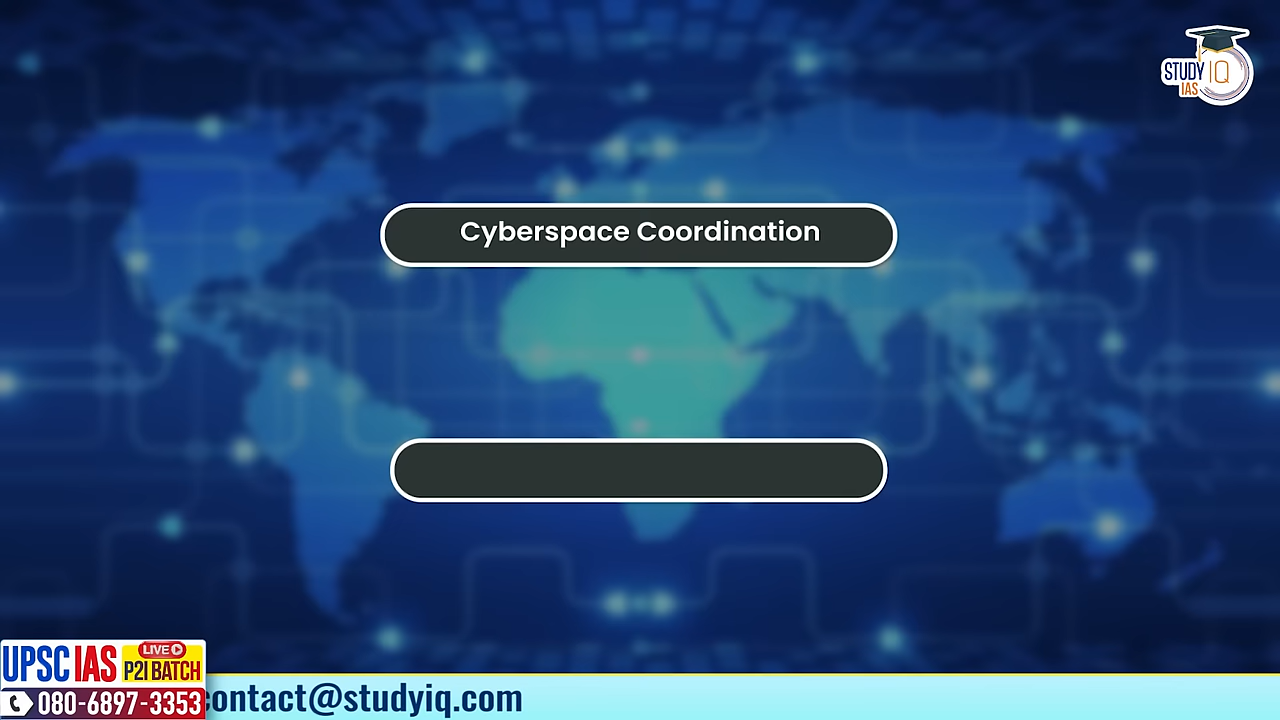 STUDY IQ
IAS
Cyberspace Coordination
UPSC IAS LIVE
P2I BATCH
080-6897-3353
contact@studyiq.com